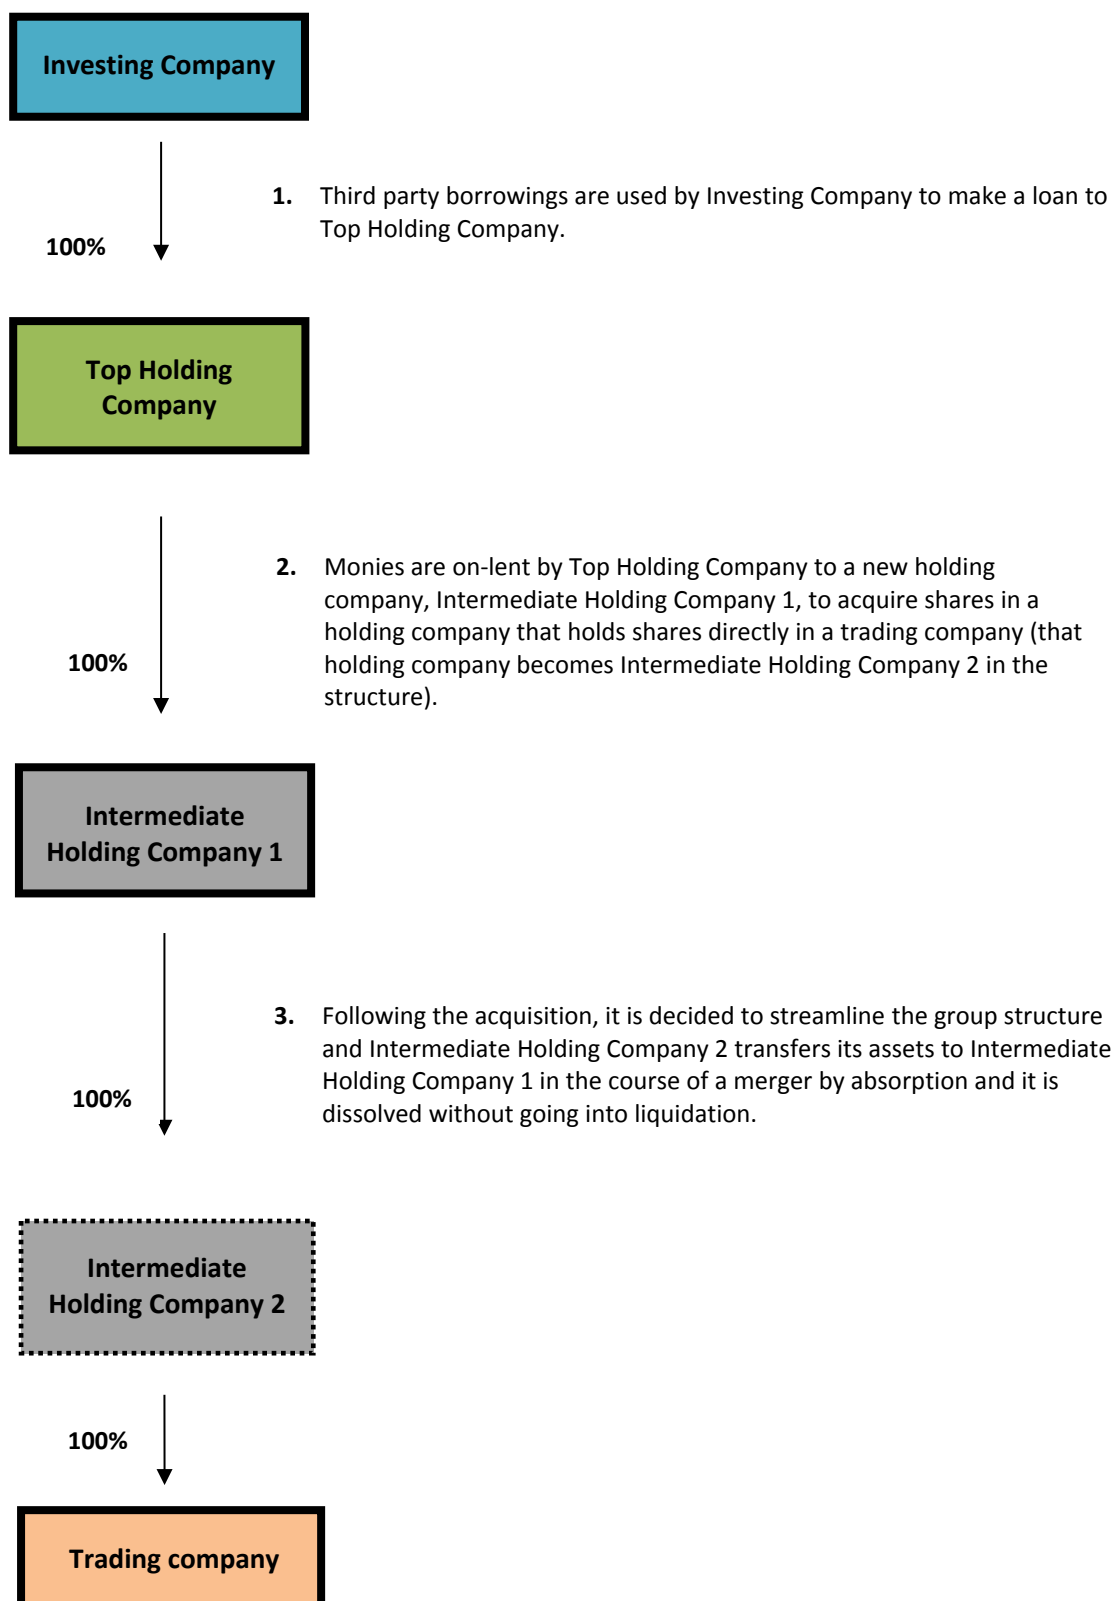 Investing Company
1. Third party borrowings are used by Investing Company to make a loan to
Top Holding Company.
100%
Top Holding
Company
2. Monies are on-lent by Top Holding Company to a new holding
company, Intermediate Holding Company 1, to acquire shares in a
holding company that holds shares directly in a trading company (that
holding company becomes Intermediate Holding Company 2 in the
structure).
100%
Intermediate
Holding Company 1
3. Following the acquisition, it is decided to streamline the group structure
and Intermediate Holding Company 2 transfers its assets to Intermediate
Holding Company 1 in the course of a merger by absorption and it is
dissolved without going into liquidation.
100%
Intermediate
Holding Company 2
100%
Trading company